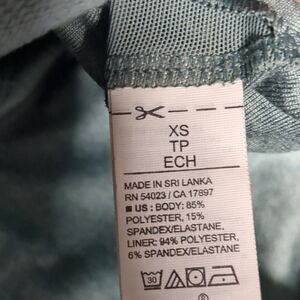 XS
TP
ECH
MADE IN SRI LANKA
RN 54023 / CA 17897
■ US : BODY: 85%
POLYESTER, 15%
SPANDEX/ELASTANE,
LINER: 94% POLYESTER,
6% SPANDEX/ELASTANE.
30